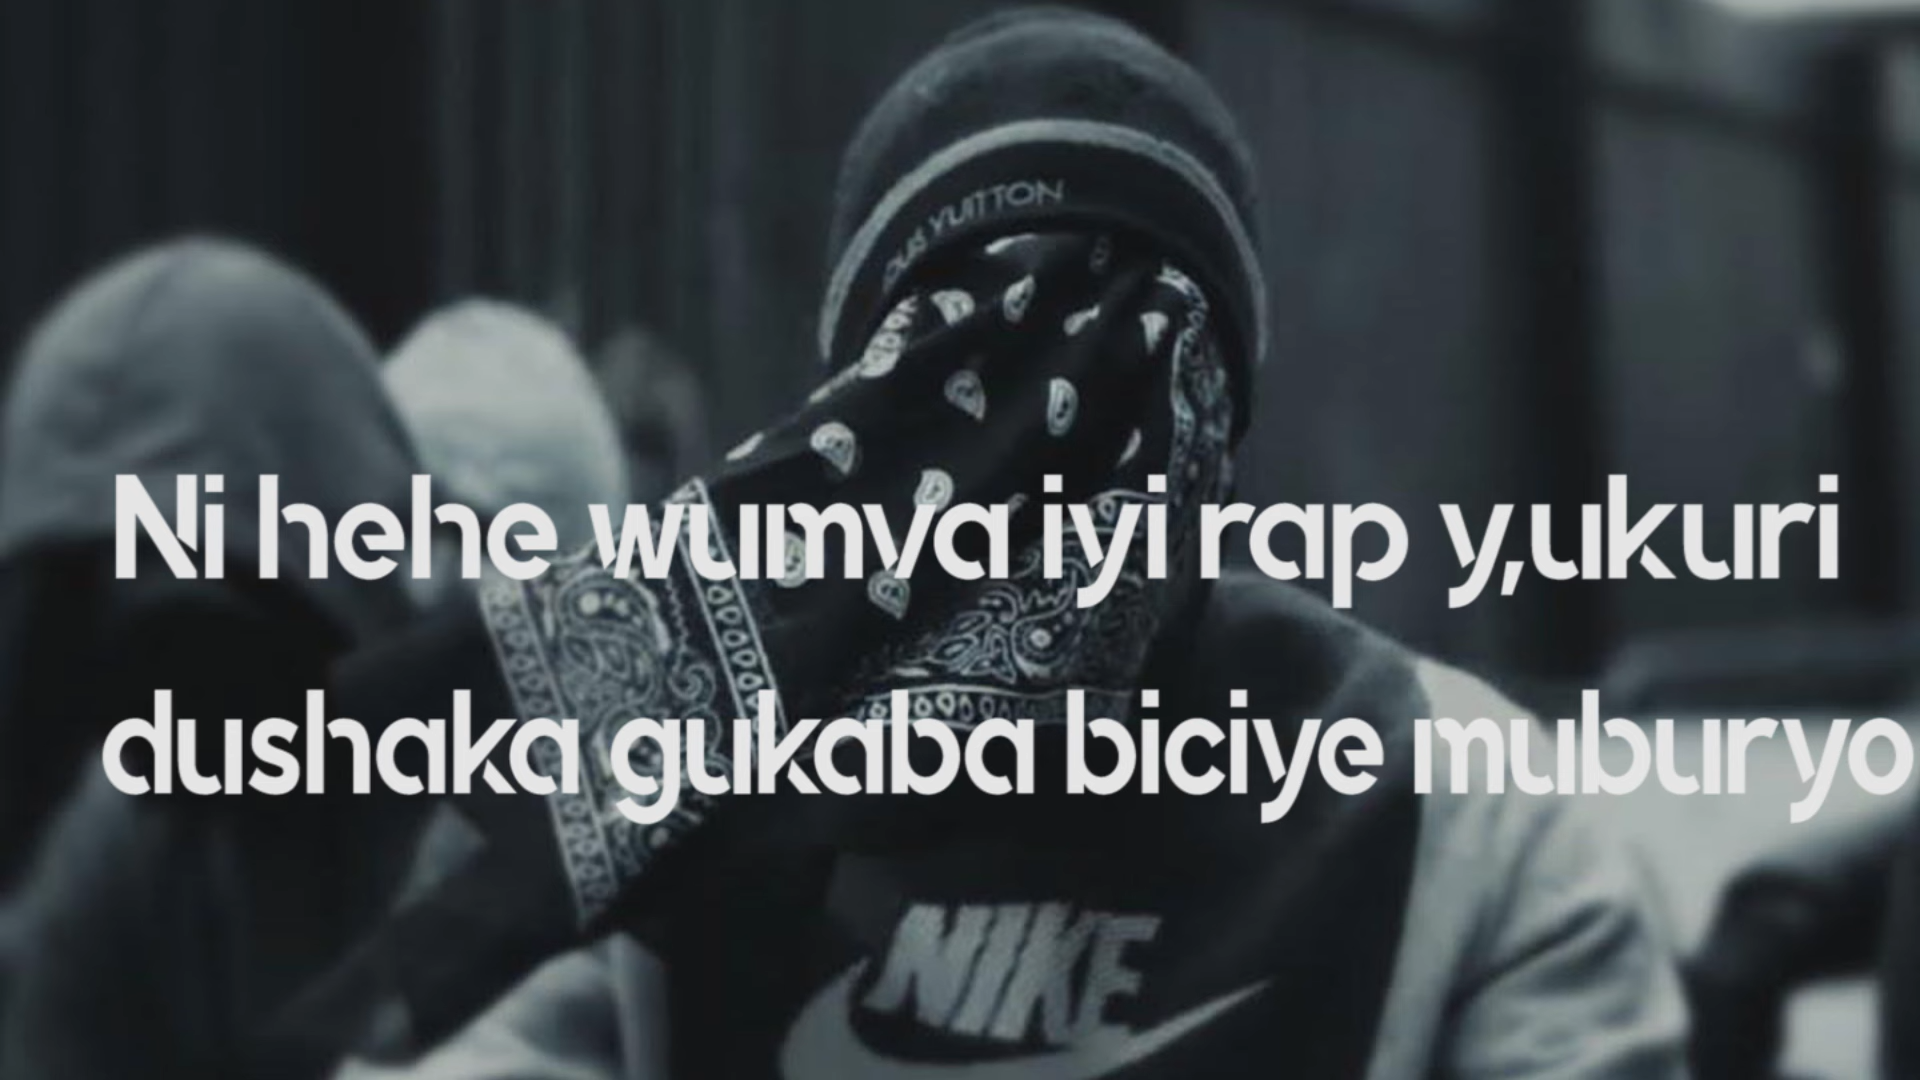 LOUIS VUITTON
Ni hehe wumva iyi rap y,ukuri
dushaka gukaba biciye muburyo
NIKE